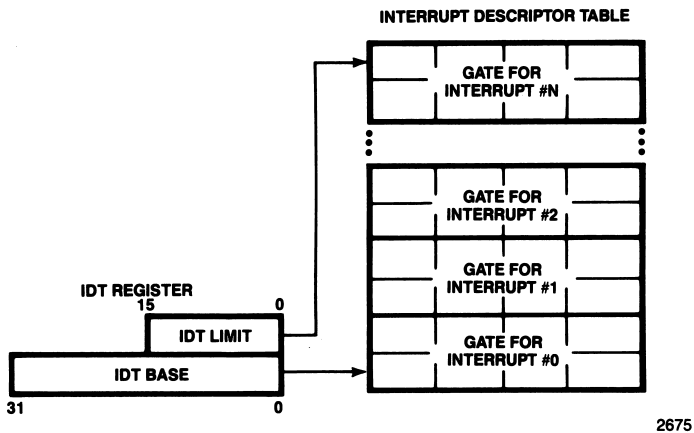 INTERRUPT DESCRIPTOR TABLE
GATE FOR
INTERRUPT #N
GATE FOR
INTERRUPT #2
GATE FOR
INTERRUPT #1
GATE FOR
INTERRUPT #0
IDT REGISTER
15 0
IDT LIMIT
IDT BASE
31 0
2675